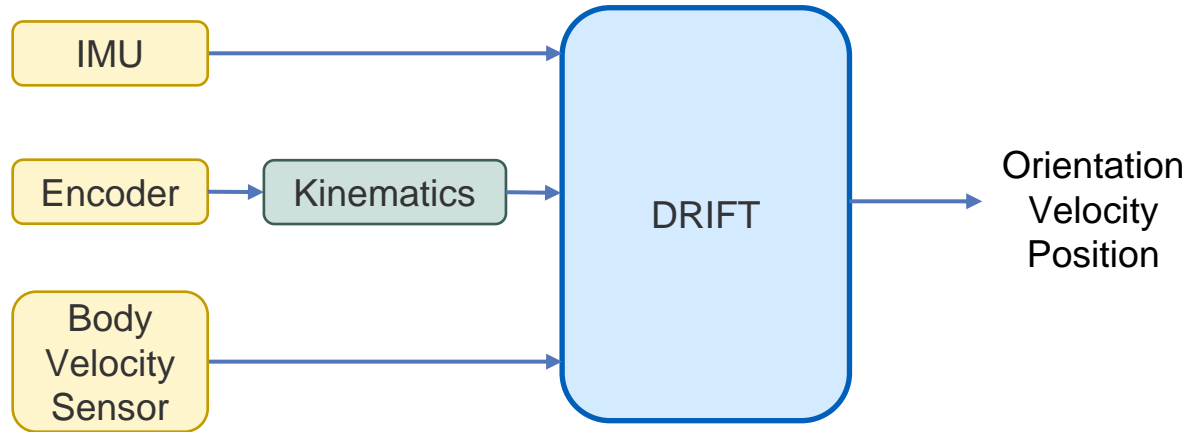 IMU
Encoder
Kinematics
Body
Velocity
Sensor
DRIFT
Orientation
Velocity
Position